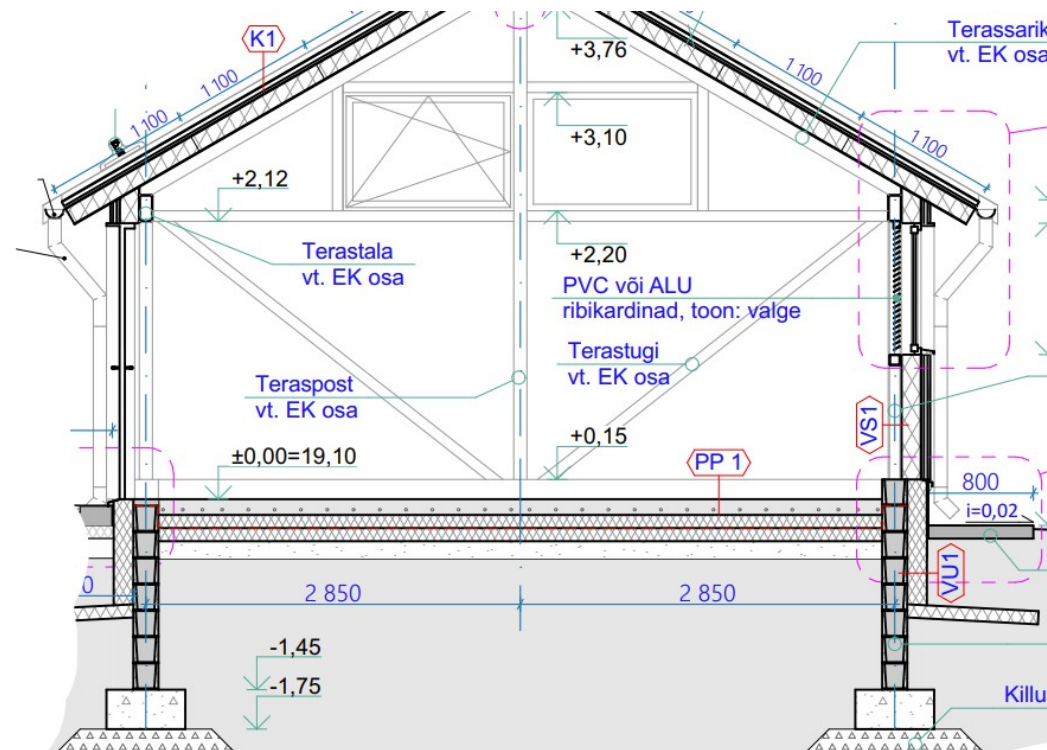 Terassarik
vt. EK osa
K1
+3,76
1 100
1 100
1 100
1 100
+3,10
+2,12
Terastala
vt. EK osa
+2,20
PVC või ALU
ribikardinad, toon: valge
Terastugi
vt. EK osa
Teraspost
vt. EK osa
VS1
+0,15
±0,00=19,10
PP 1
800
i=0,02
VU1
0
2 850
2 850
-1,45
-1,75
Killu